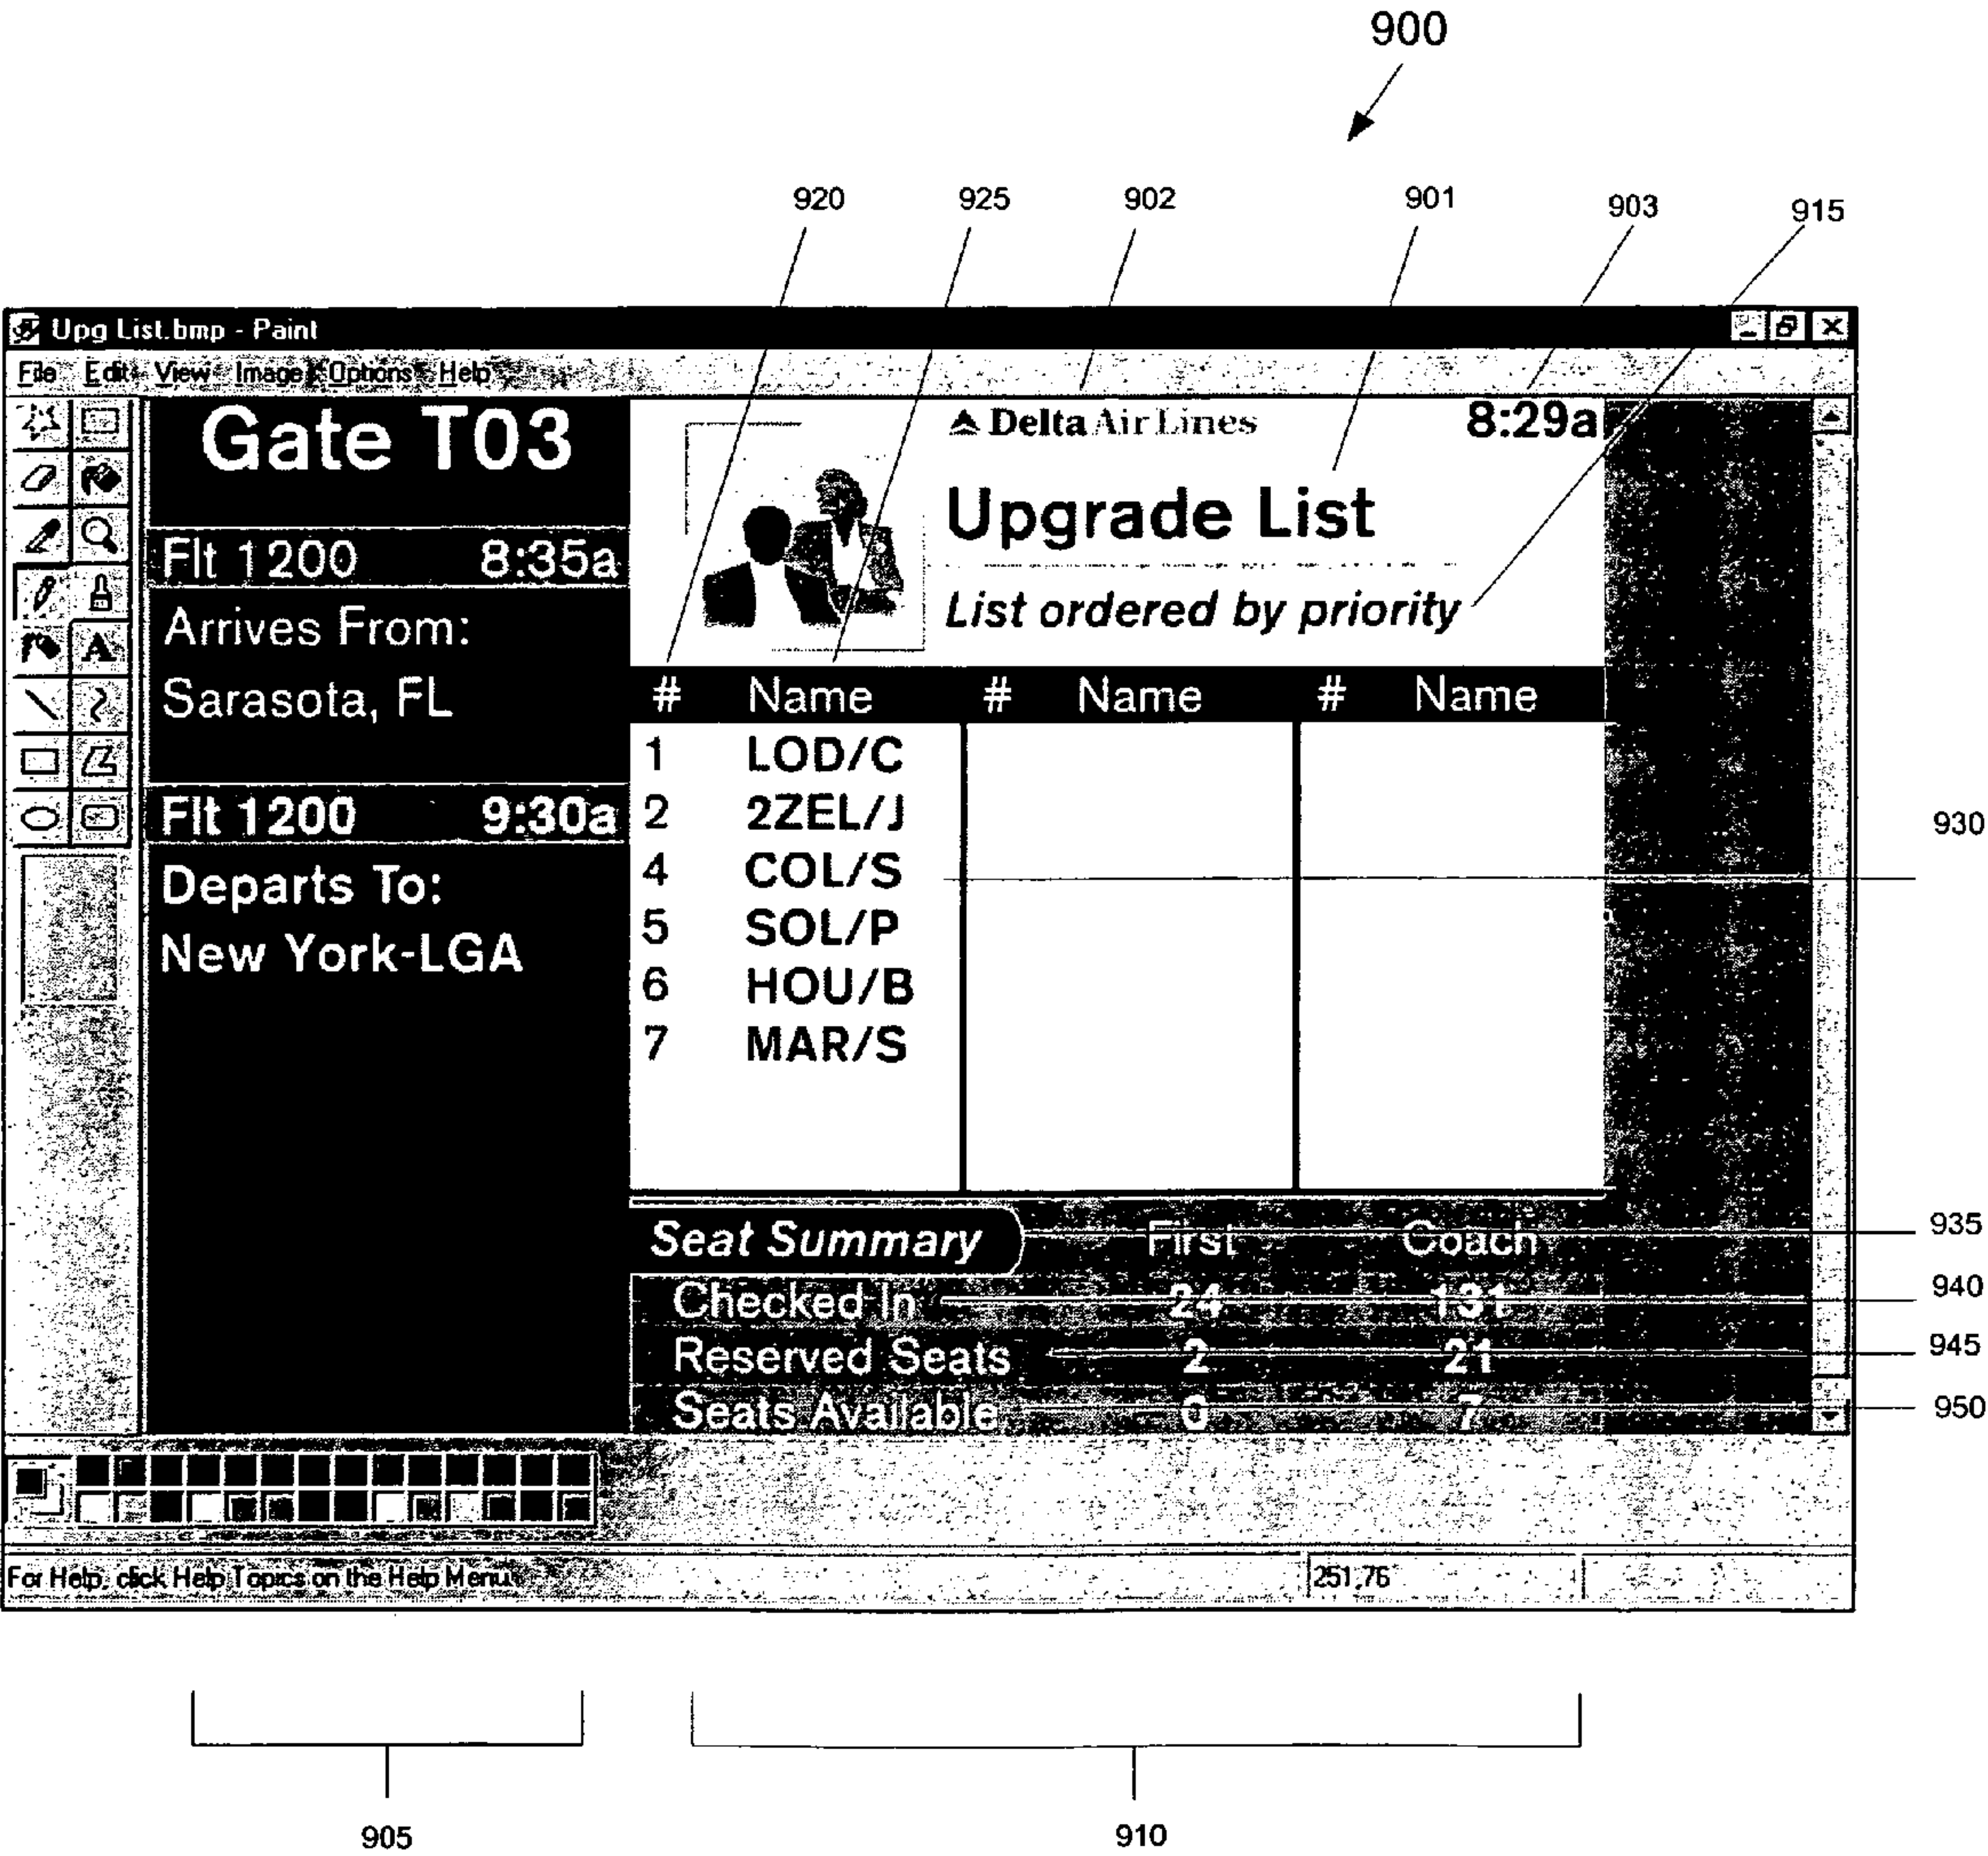 900
920 925 902 901 903 915
Upg List.bmp - Paint
File Edit View Image Options Help
Gate T03
Flt 1200 8:35a
Arrives From:
Sarasota, FL
Flt 1200 9:30a
Departs To:
New York-LGA
Delta Air Lines 8:29a
Upgrade List
List ordered by priority
# Name # Name # Name
1 LOD/C
2 2ZEL/J
4 COL/S
5 SOL/P
6 HOU/B
7 MAR/S
930
Seat Summary First Coach 935
Checked In 24 131 940
Reserved Seats 2 21 945
Seats Available 0 7 950
For Help, click Help Topics on the Help Menu. 251,76
905 910